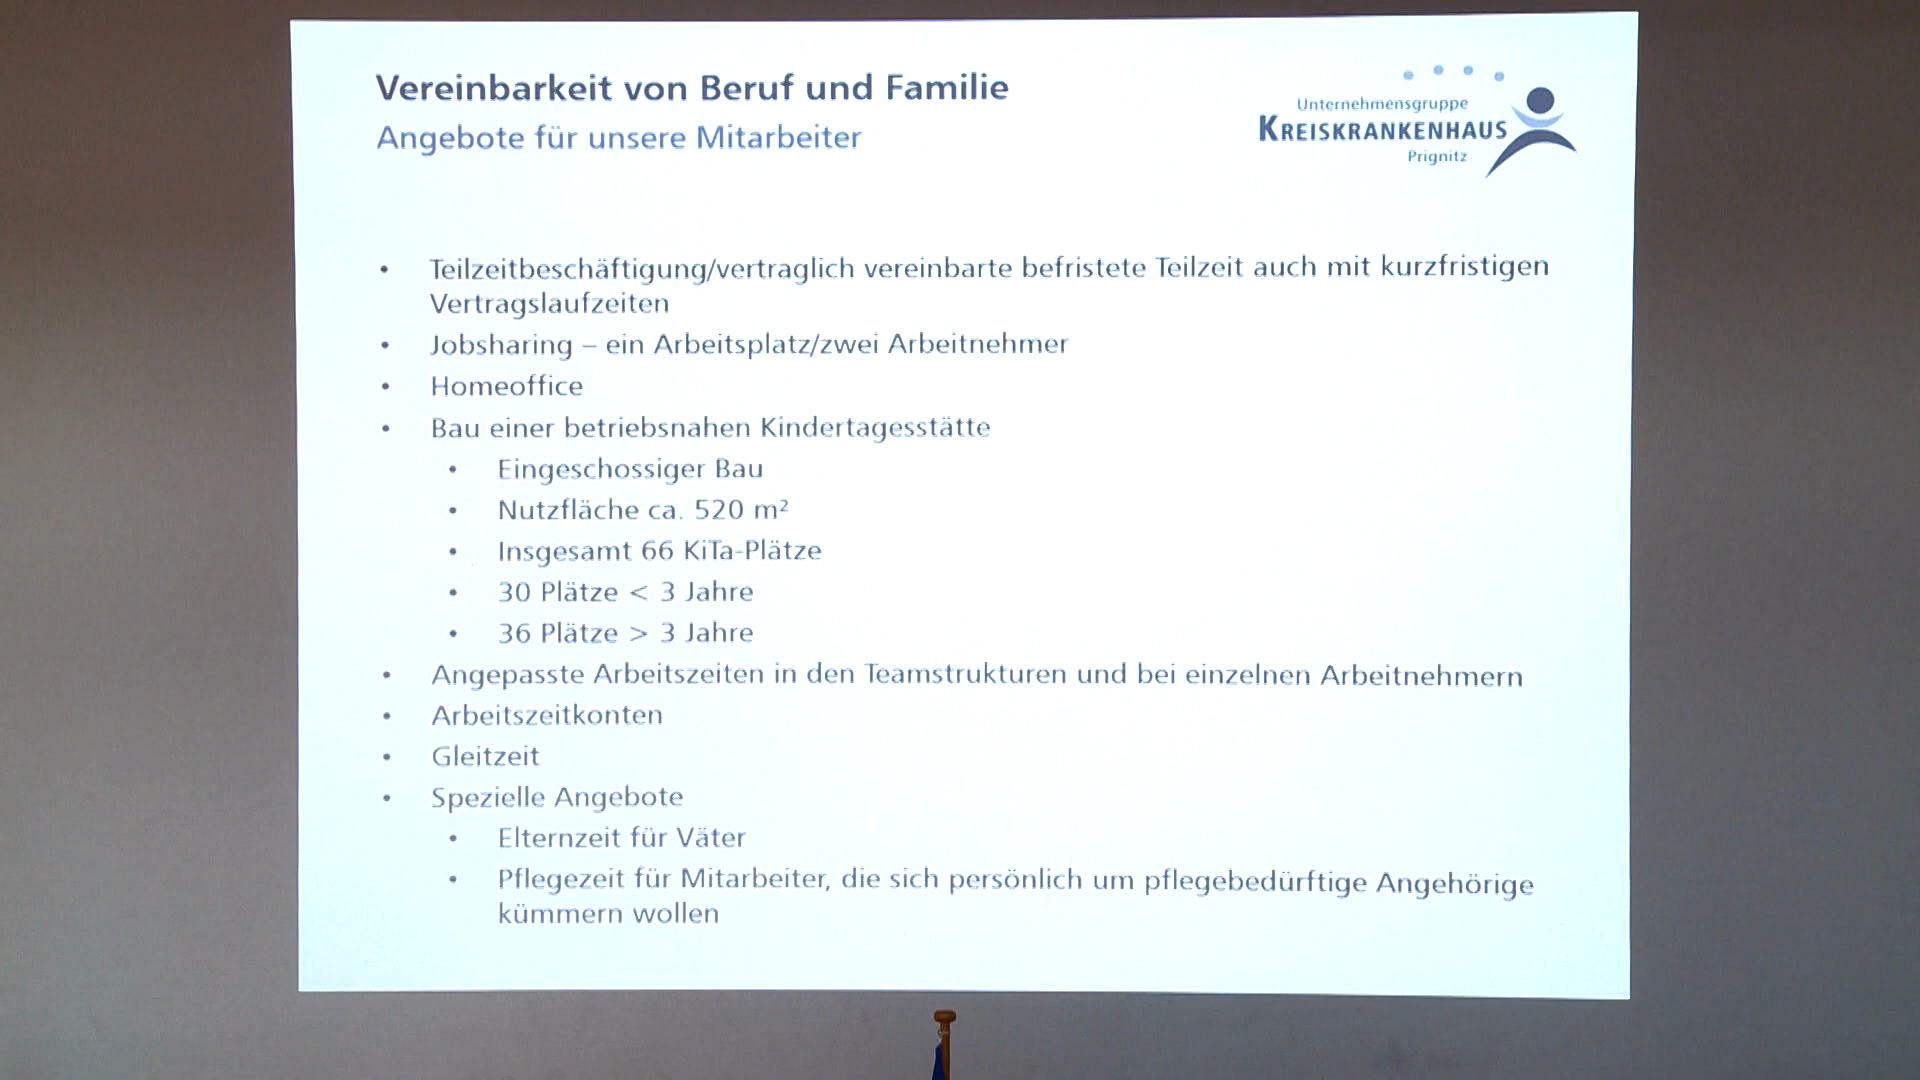 Vereinbarkeit von Beruf und Familie
Angebote für unsere Mitarbeiter
Unternehmensgruppe
KREISKRANKENHAUS
Prignitz
• Teilzeitbeschäftigung/vertraglich vereinbarte befristete Teilzeit auch mit kurzfristigen
Vertragslaufzeiten
• Jobsharing – ein Arbeitsplatz/zwei Arbeitnehmer
• Homeoffice
• Bau einer betriebsnahen Kindertagesstätte
• Eingeschossiger Bau
• Nutzfläche ca. 520 m²
• Insgesamt 66 KiTa-Plätze
• 30 Plätze < 3 Jahre
• 36 Plätze > 3 Jahre
• Angepasste Arbeitszeiten in den Teamstrukturen und bei einzelnen Arbeitnehmern
• Arbeitszeitkonten
• Gleitzeit
• Spezielle Angebote
• Elternzeit für Väter
• Pflegezeit für Mitarbeiter, die sich persönlich um pflegebedürftige Angehörige
kümmern wollen